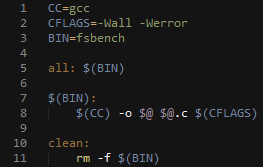 1 CC=gcc
2 CFLAGS=-Wall -Werror
3 BIN=fsbench
4
5 all: $(BIN)
6
7 $(BIN):
8 $(CC) -o $@ $@.c $(CFLAGS)
9
10 clean:
11 rm -f $(BIN)